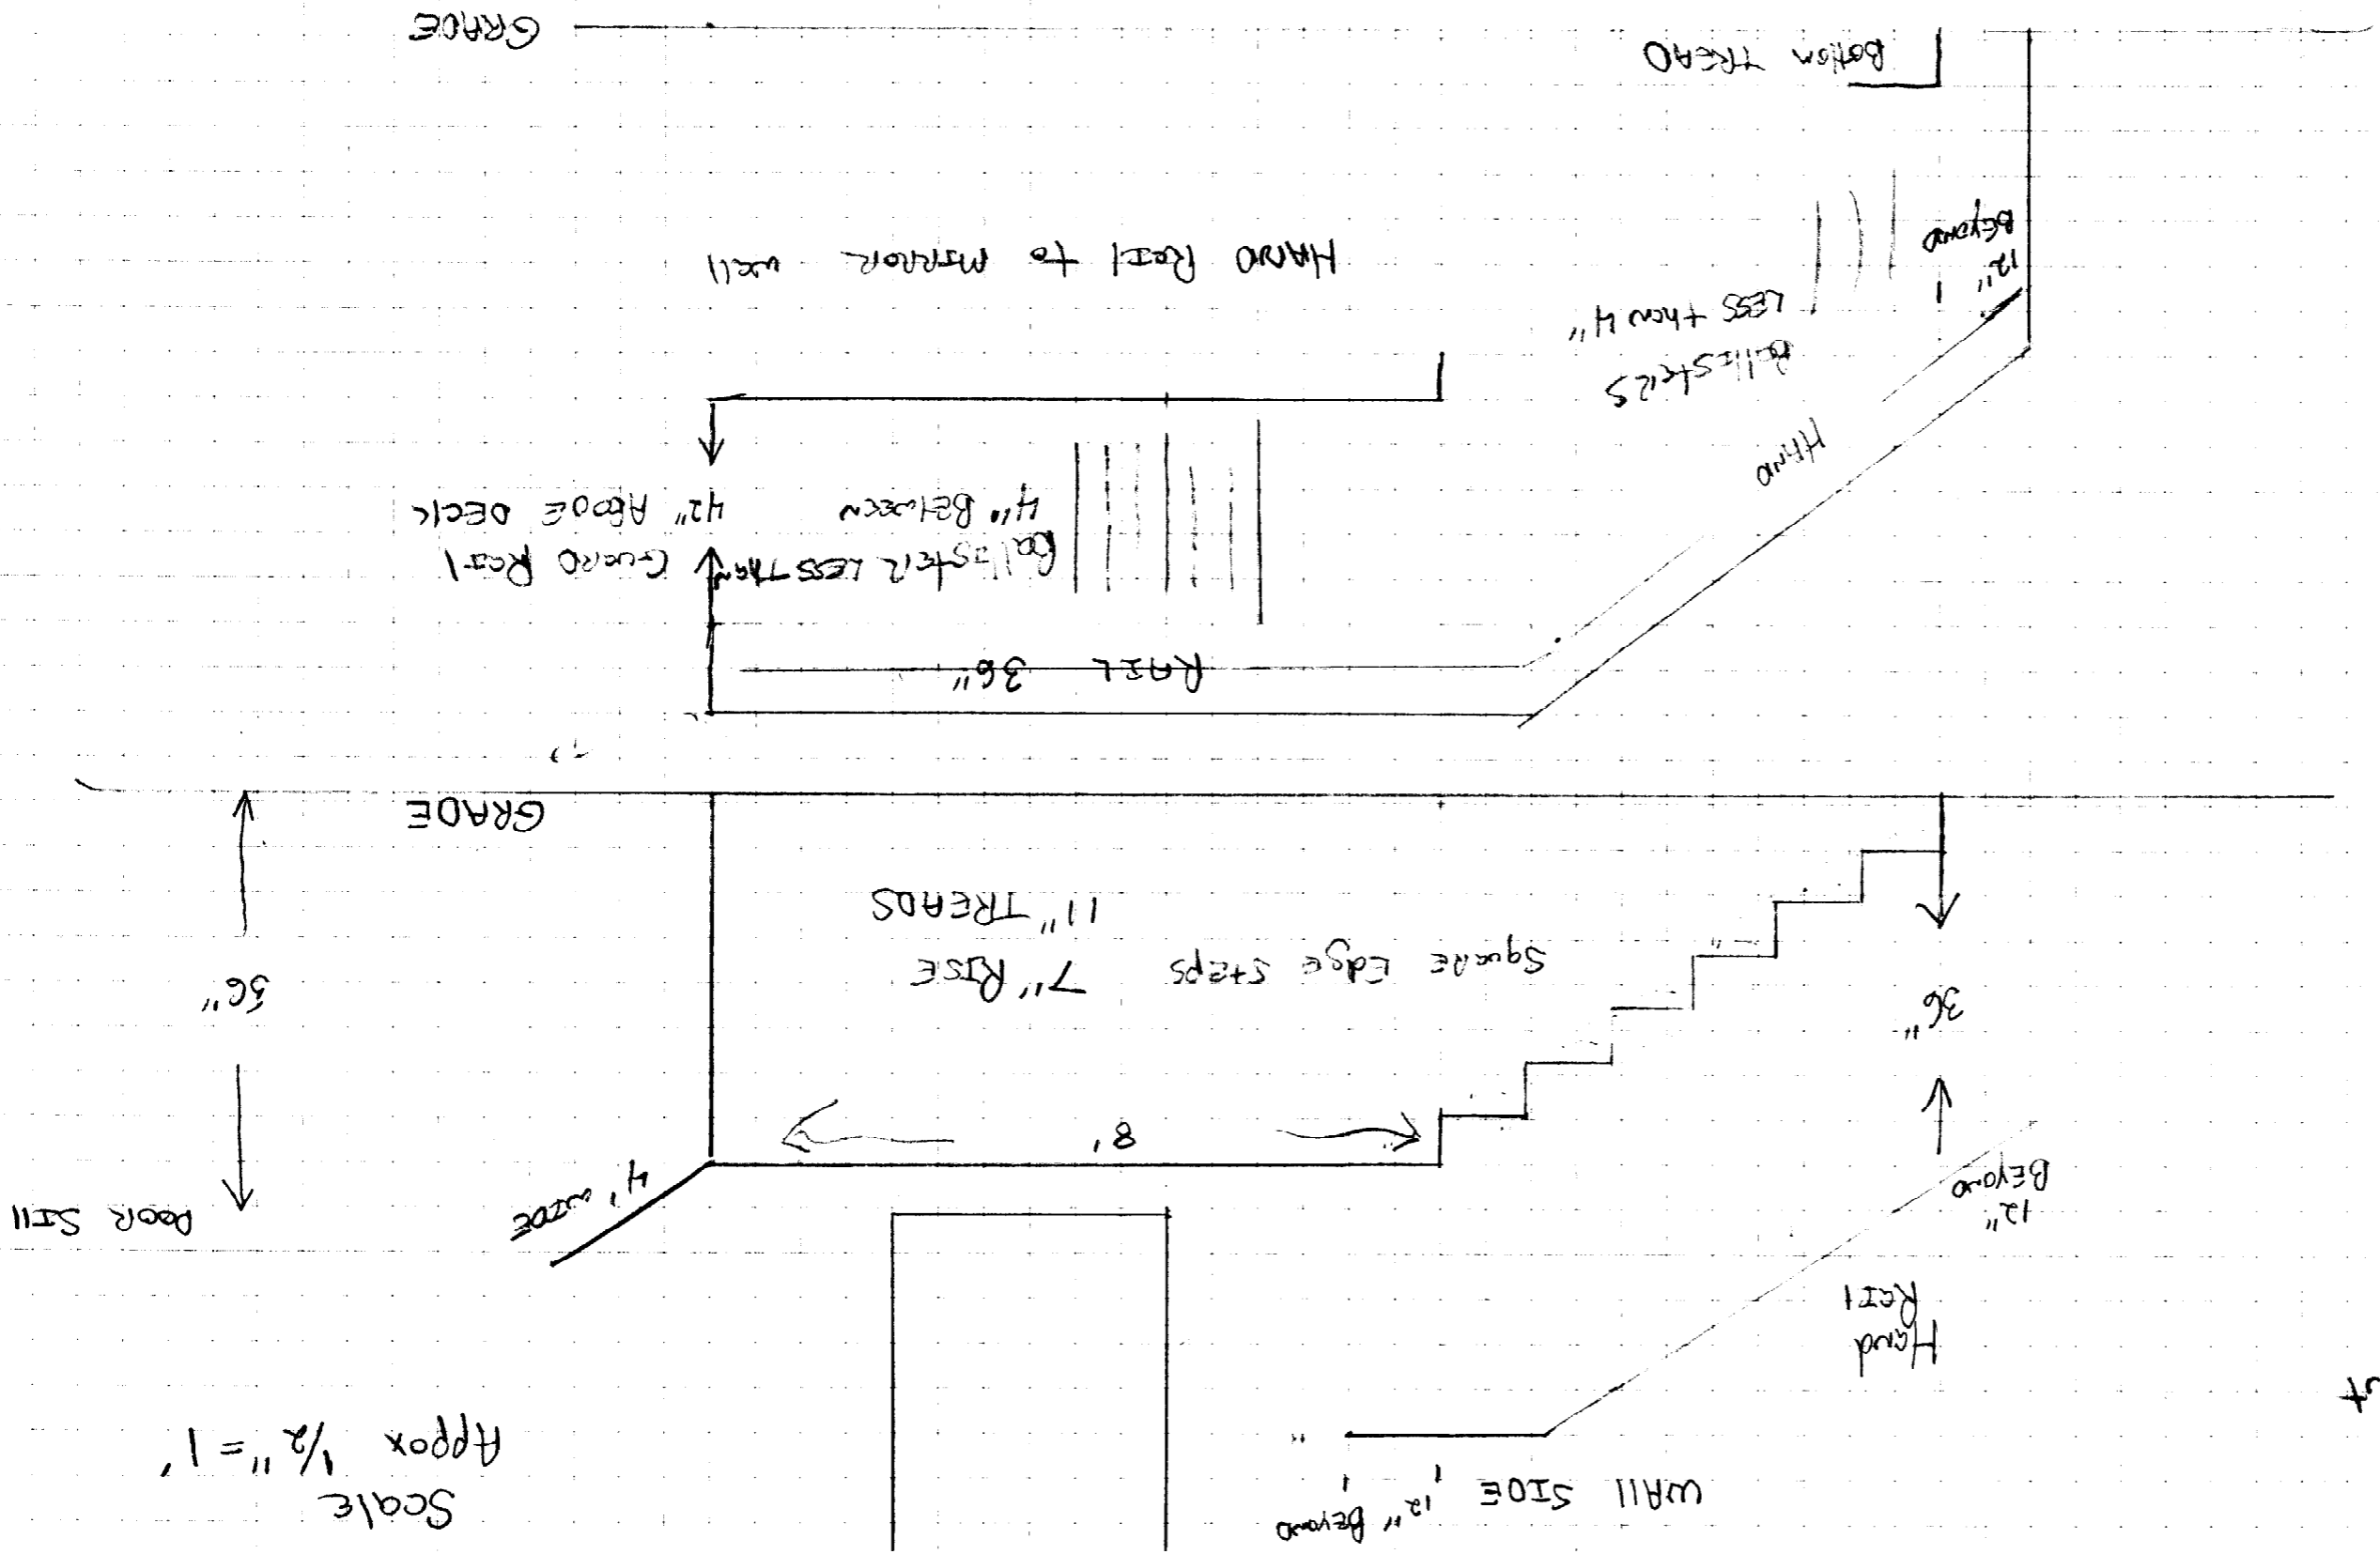 WAll SIDE 12" BEYOND
Scale
Appox 1/2" = 1'
Hand
RaIl
12"
BEYOND
4' WIDE
DOOR SIll
8'
36"
Square Edge Steps
7" RISE
11" TREADS
36"
GRADE
RAIL 36"
BallIster LESS Than
4" BETWEEN
Guard RaIl
42" ABOVE DECK
HAND
BallIsters
LESS then 4"
12"
BEYOND
HAND RaIl to MIRROR wall
Bottom TREAD
GRADE